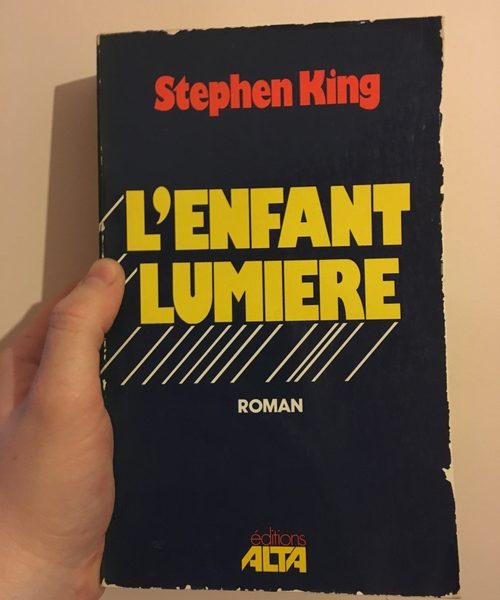 Stephen King
L'ENFANT
LUMIERE
ROMAN
éditions
ALTA